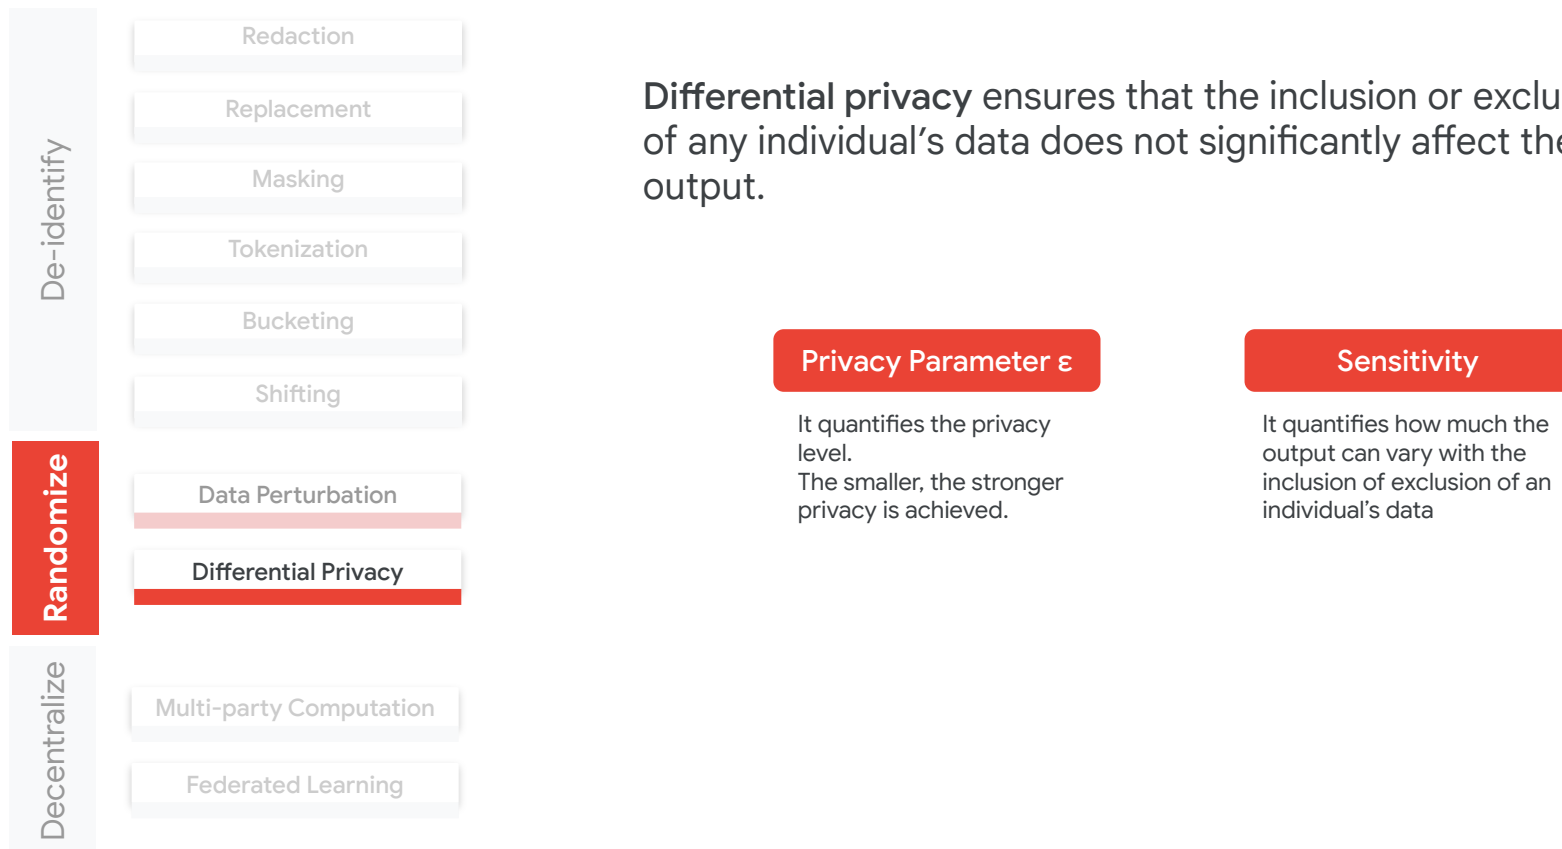 De-identify
Redaction
Replacement
Masking
Tokenization
Bucketing
Shifting
Randomize
Data Perturbation
Differential Privacy
Decentralize
Multi-party Computation
Federated Learning
Differential privacy ensures that the inclusion or exclu
of any individual's data does not significantly affect the
output.
Privacy Parameter ε
It quantifies the privacy
level.
The smaller, the stronger
privacy is achieved.
Sensitivity
It quantifies how much the
output can vary with the
inclusion of exclusion of an
individual's data